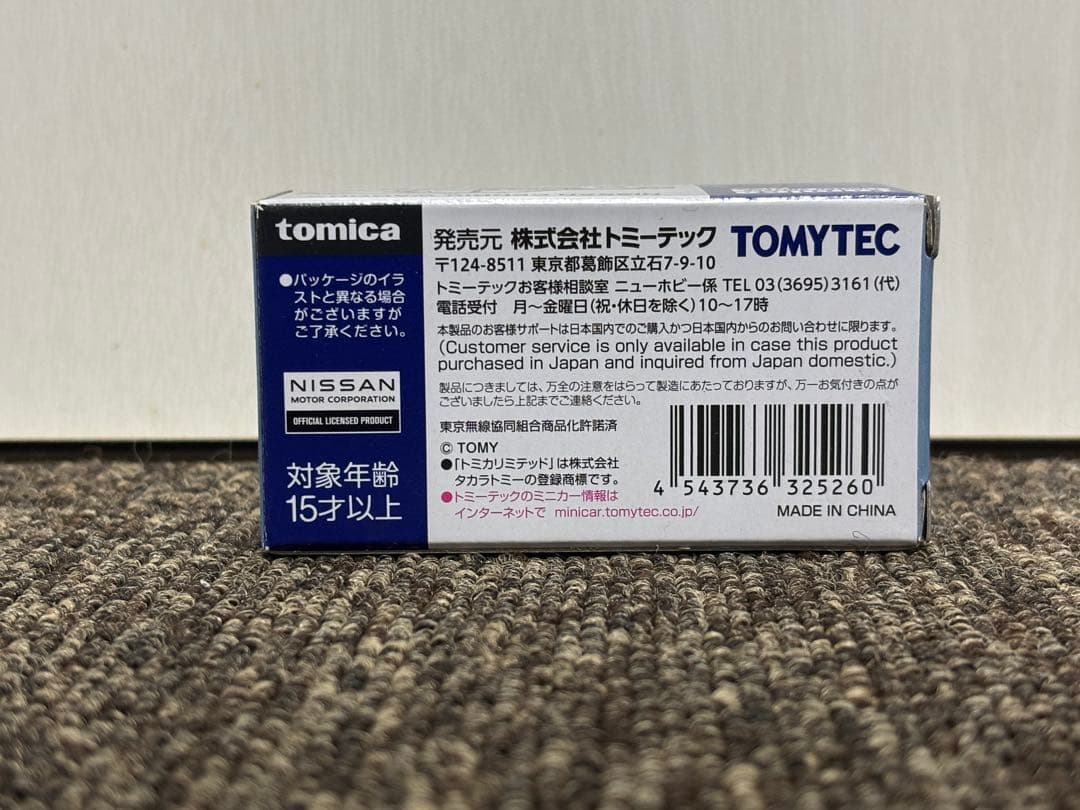 tomica
●パッケージのイラ
ストと異なる場合
がございますが
ご了承ください。
NISSAN
MOTOR CORPORATION
OFFICIAL LICENSED PRODUCT
対象年齢
15才以上
発売元 株式会社トミーテック TOMYTEC
〒124-8511 東京都葛飾区立石7-9-10
トミーテックお客様相談室 ニューホビー係 TEL 03(3695)3161(代)
電話受付 月〜金曜日(祝・休日を除く)10〜17時
本製品のお客様サポートは日本国内でのご購入かつ日本国内からのお問い合わせに限ります。
(Customer service is only available in case this product
purchased in Japan and inquired from Japan domestic.)
製品につきましては、万全の注意をはらって製造にあたっておりますが、万一お気付きの点が
ございましたら上記までご連絡ください。
東京無線協同組合商品化許諾済
© TOMY
●「トミカリミテッド」は株式会社
タカラトミーの登録商標です。
●トミーテックのミニカー情報は
インターネットで minicar.tomytec.co.jp/
4 543736 325260
MADE IN CHINA